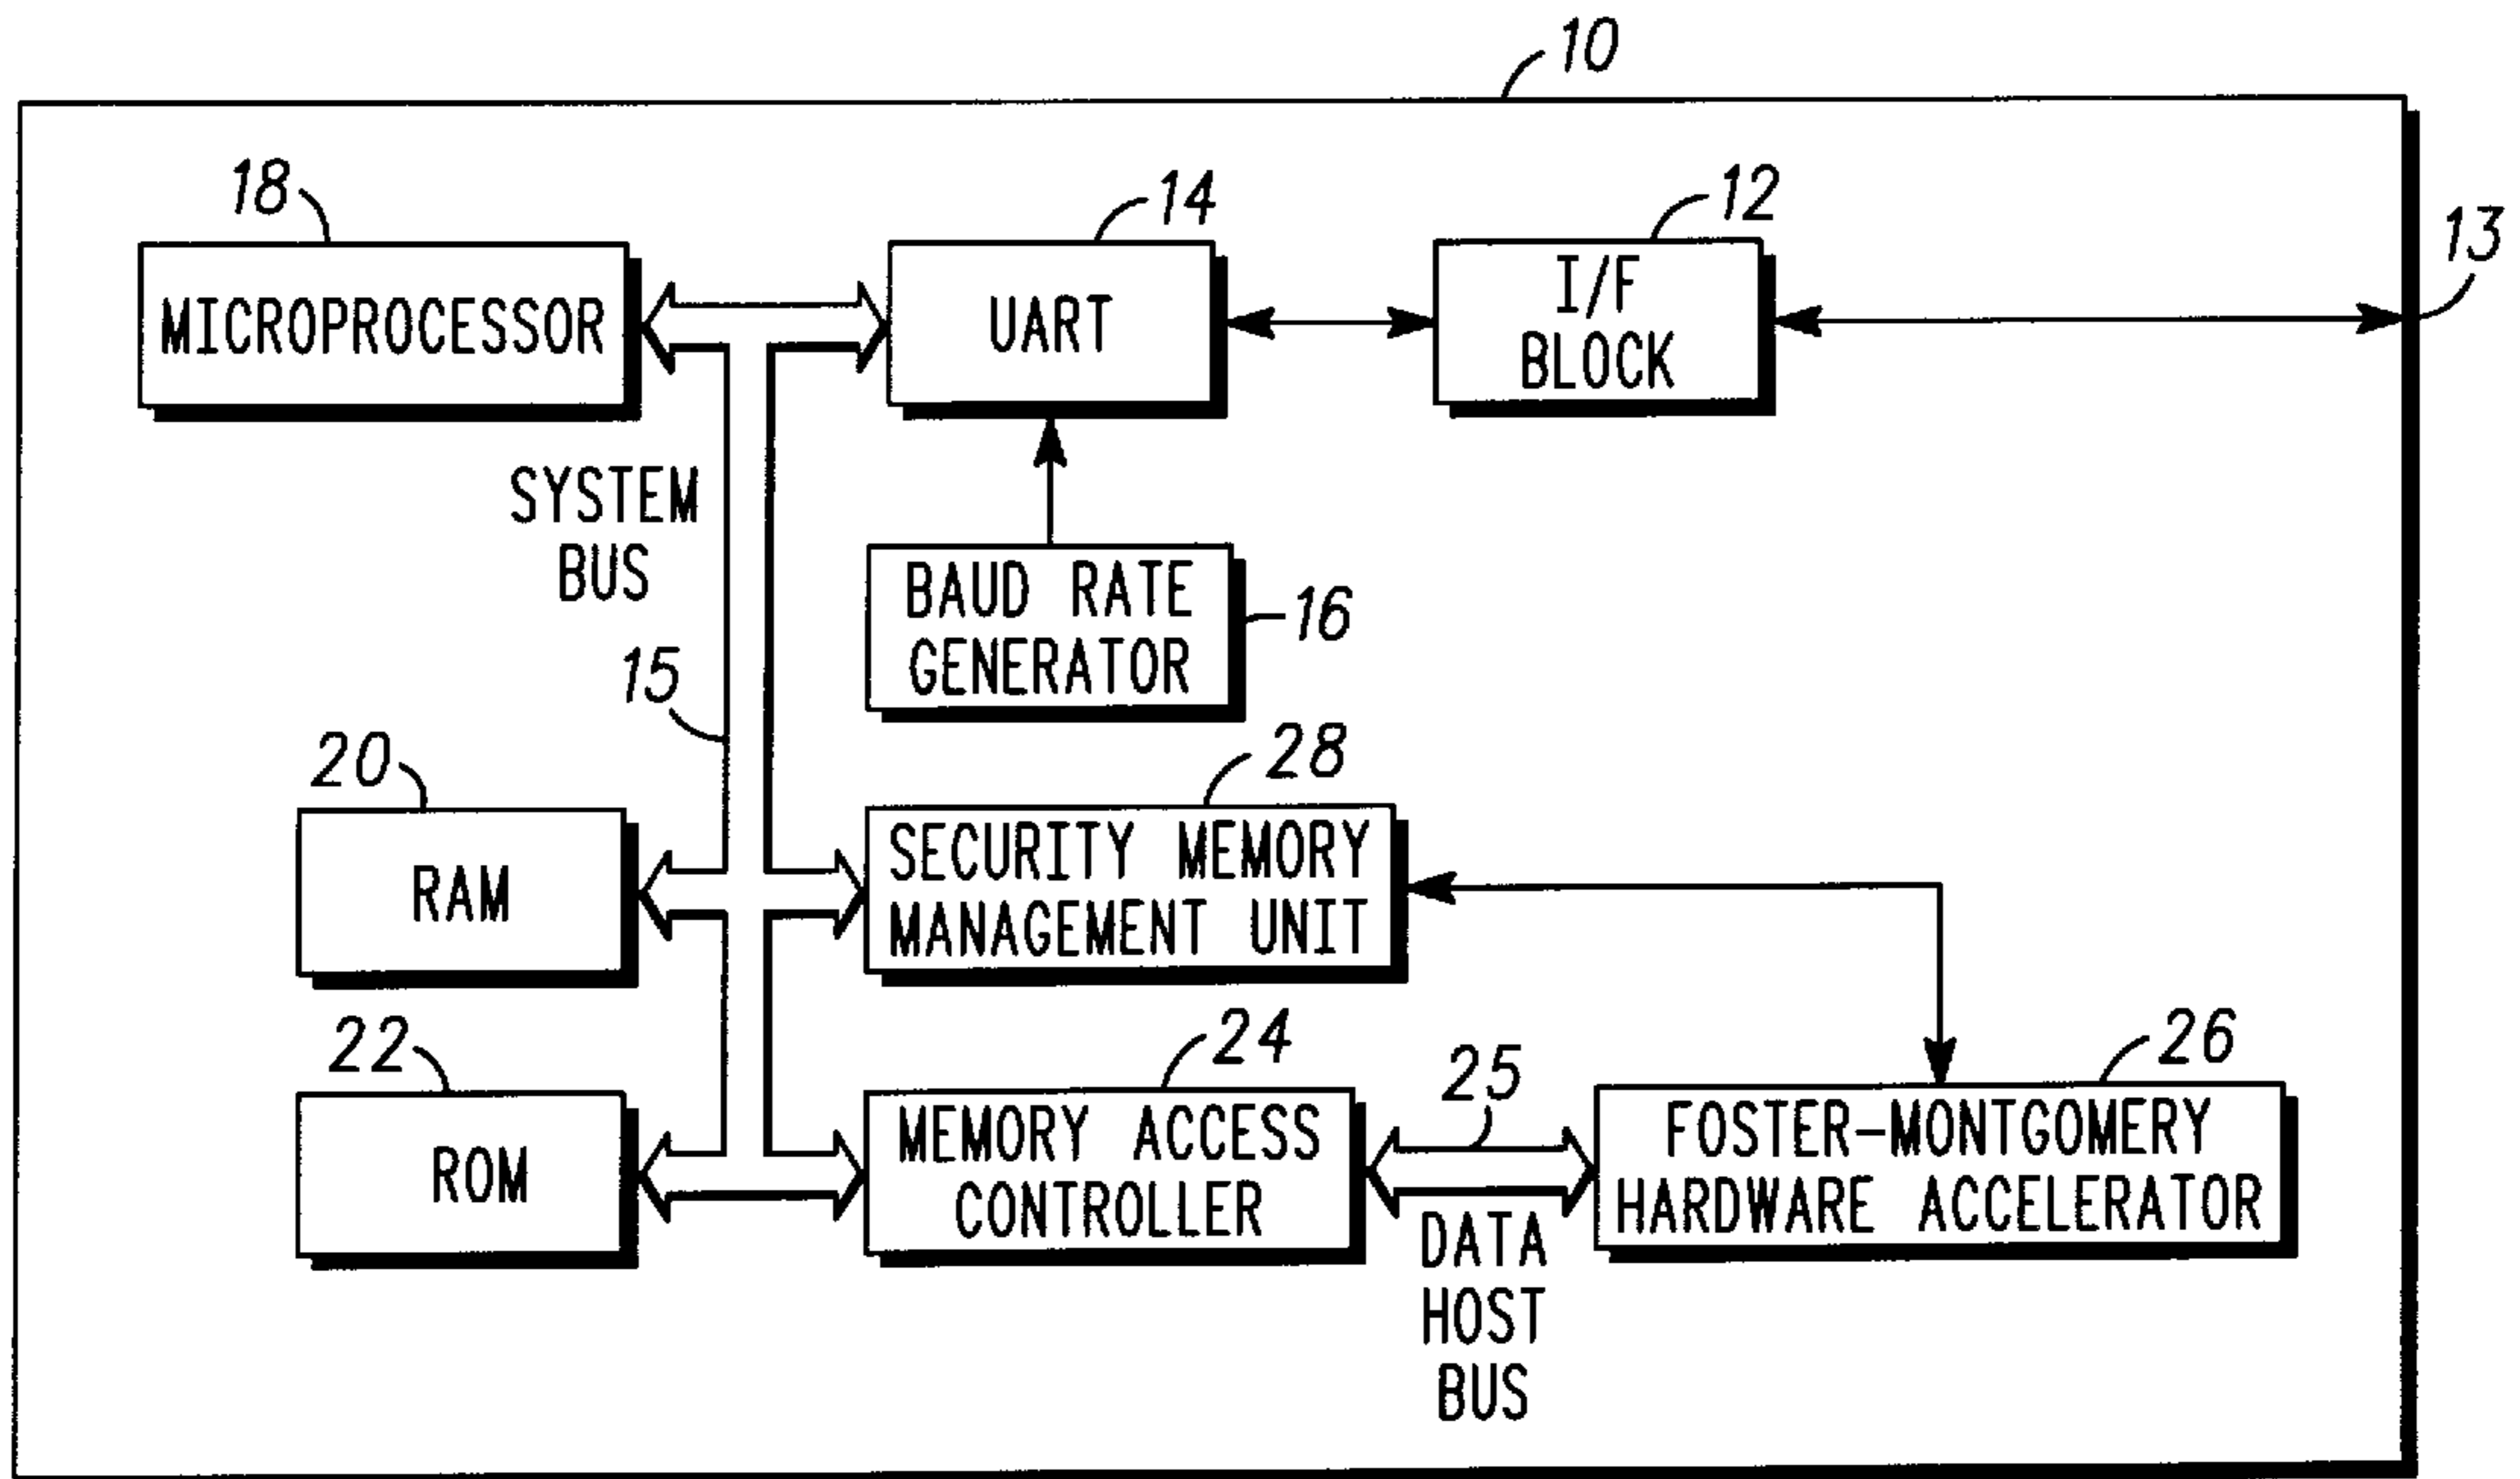 10
18
14
12
13
MICROPROCESSOR
UART
I/F
BLOCK
SYSTEM
BUS
BAUD RATE
GENERATOR
16
15
20
28
RAM
SECURITY MEMORY
MANAGEMENT UNIT
22
24
25
26
ROM
MEMORY ACCESS
CONTROLLER
FOSTER-MONTGOMERY
HARDWARE ACCELERATOR
DATA
HOST
BUS